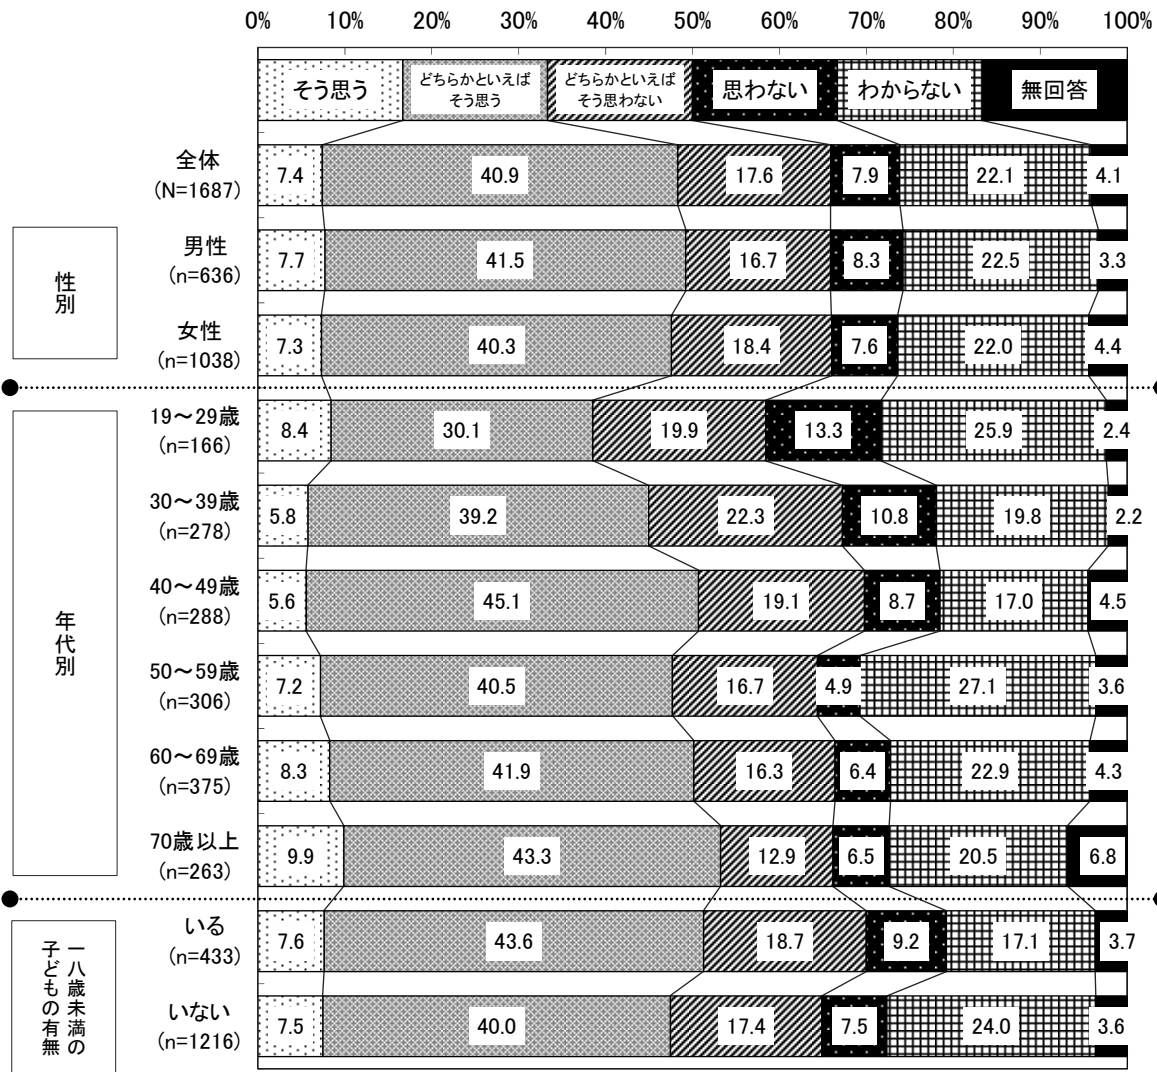 0% 10% 20% 30% 40% 50% 60% 70% 80% 90% 100%
そう思う
どちらかといえば
そう思う
どちらかといえば
そう思わない
思わない
わからない
無回答
全体
(N=1687)
7.4 40.9 17.6 7.9 22.1 4.1
性別
男性
(n=636)
7.7 41.5 16.7 8.3 22.5 3.3
女性
(n=1038)
7.3 40.3 18.4 7.6 22.0 4.4
年代別
19～29歳
(n=166)
8.4 30.1 19.9 13.3 25.9 2.4
30～39歳
(n=278)
5.8 39.2 22.3 10.8 19.8 2.2
40～49歳
(n=288)
5.6 45.1 19.1 8.7 17.0 4.5
50～59歳
(n=306)
7.2 40.5 16.7 4.9 27.1 3.6
60～69歳
(n=375)
8.3 41.9 16.3 6.4 22.9 4.3
70歳以上
(n=263)
9.9 43.3 12.9 6.5 20.5 6.8
一八歳未満の
子どもの有無
いる
(n=433)
7.6 43.6 18.7 9.2 17.1 3.7
いない
(n=1216)
7.5 40.0 17.4 7.5 24.0 3.6